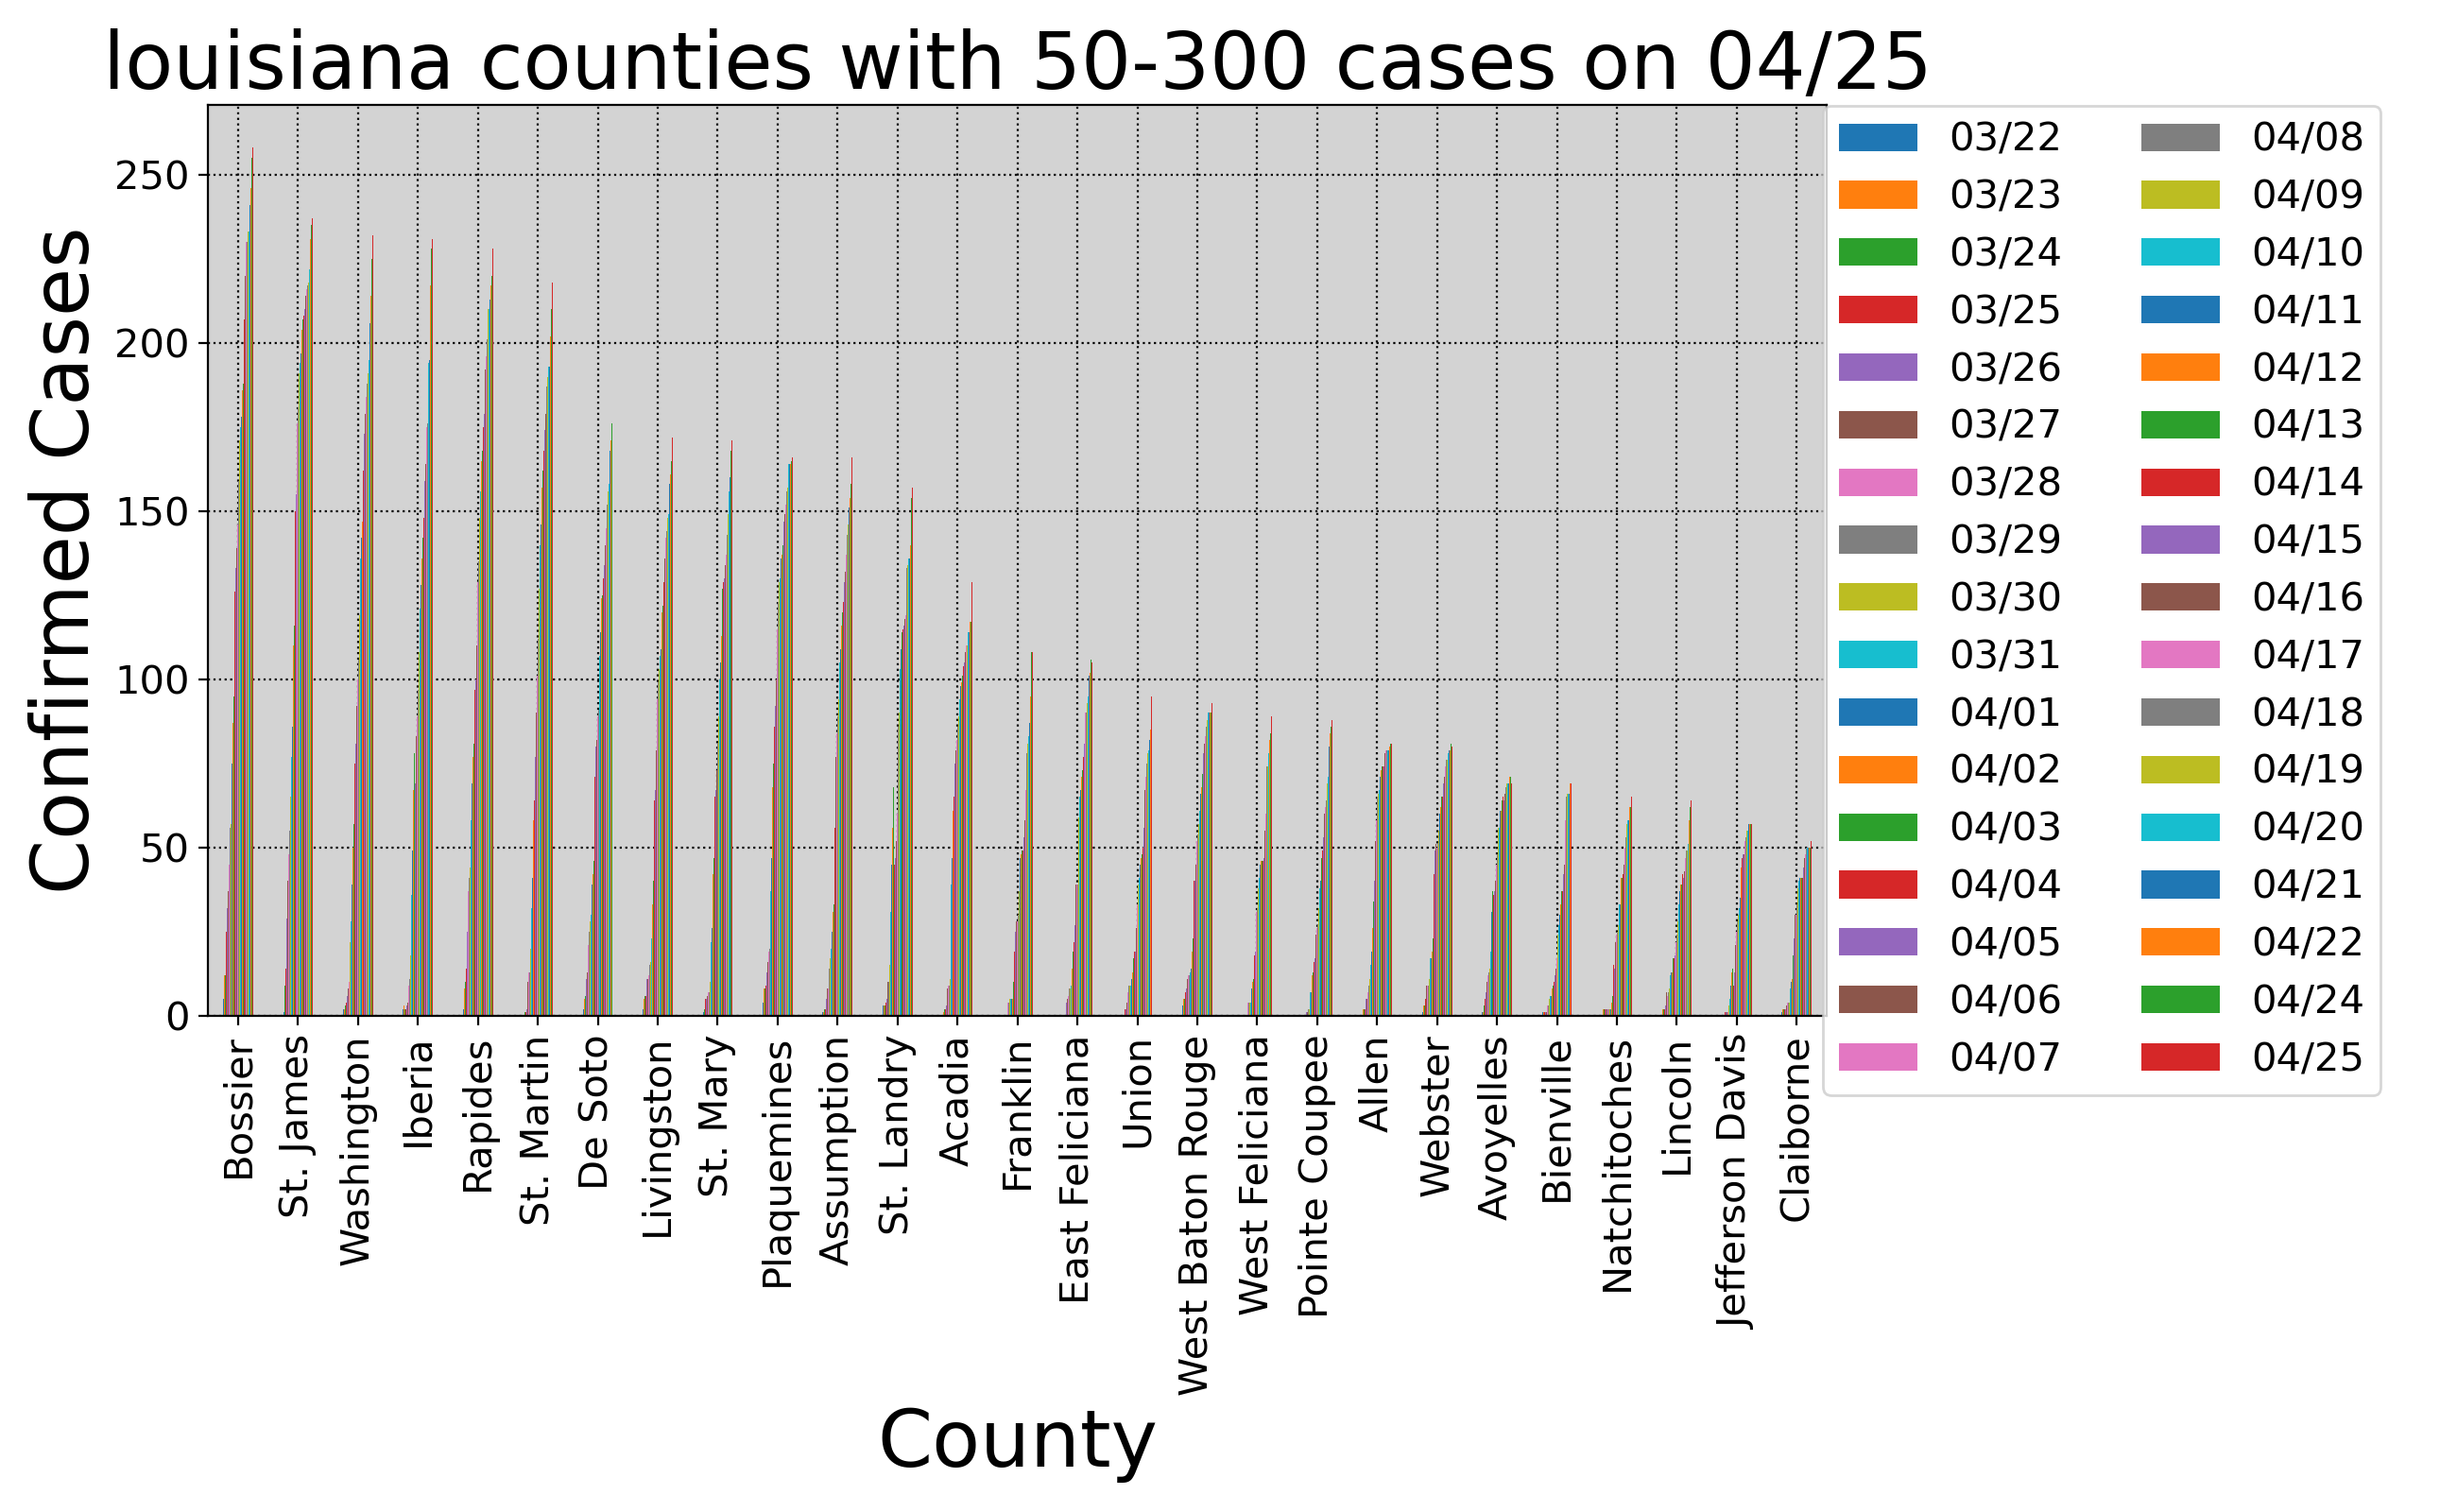 louisiana counties with 50-300 cases on 04/25
Confirmed Cases
250
200
150
100
50
0
Bossier
St. James
Washington
Iberia
Rapides
St. Martin
De Soto
Livingston
St. Mary
Plaquemines
Assumption
St. Landry
Acadia
Franklin
East Feliciana
Union
West Baton Rouge
West Feliciana
Pointe Coupee
Allen
Webster
Avoyelles
Bienville
Natchitoches
Lincoln
Jefferson Davis
Claiborne
County
03/22
03/23
03/24
03/25
03/26
03/27
03/28
03/29
03/30
03/31
04/01
04/02
04/03
04/04
04/05
04/06
04/07
04/08
04/09
04/10
04/11
04/12
04/13
04/14
04/15
04/16
04/17
04/18
04/19
04/20
04/21
04/22
04/24
04/25